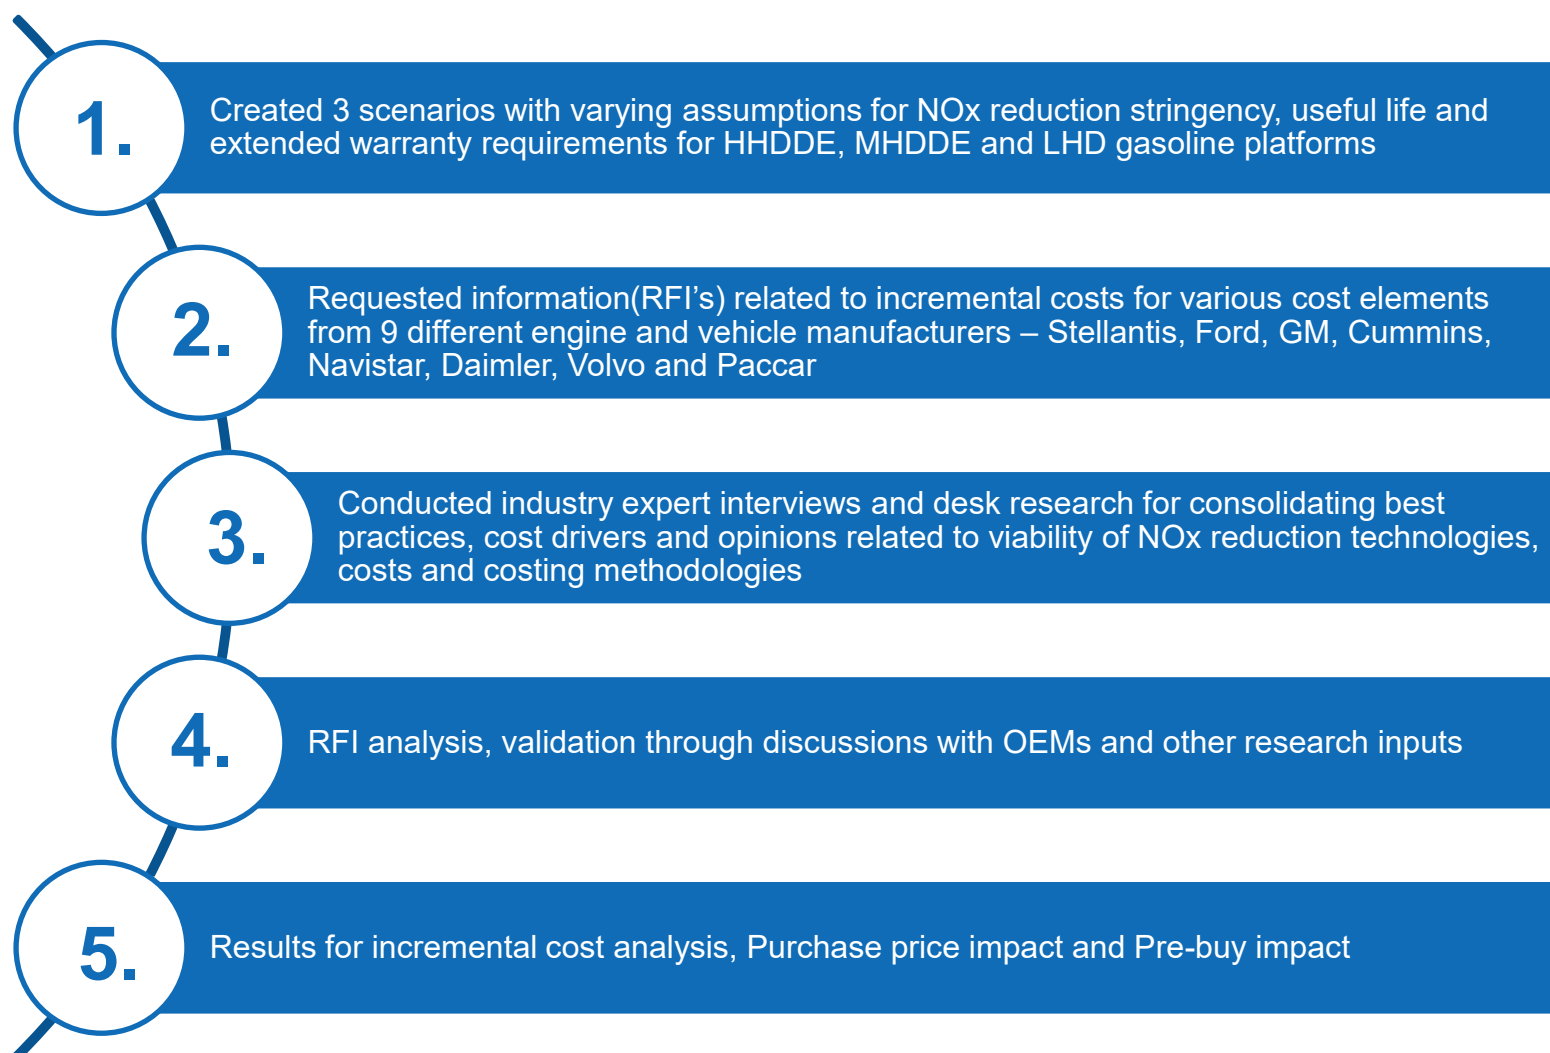 1.
Created 3 scenarios with varying assumptions for NOx reduction stringency, useful life and
extended warranty requirements for HHDDE, MHDDE and LHD gasoline platforms
2.
Requested information(RFI's) related to incremental costs for various cost elements
from 9 different engine and vehicle manufacturers – Stellantis, Ford, GM, Cummins,
Navistar, Daimler, Volvo and Paccar
3.
Conducted industry expert interviews and desk research for consolidating best
practices, cost drivers and opinions related to viability of NOx reduction technologies,
costs and costing methodologies
4.
RFI analysis, validation through discussions with OEMs and other research inputs
5.
Results for incremental cost analysis, Purchase price impact and Pre-buy impact